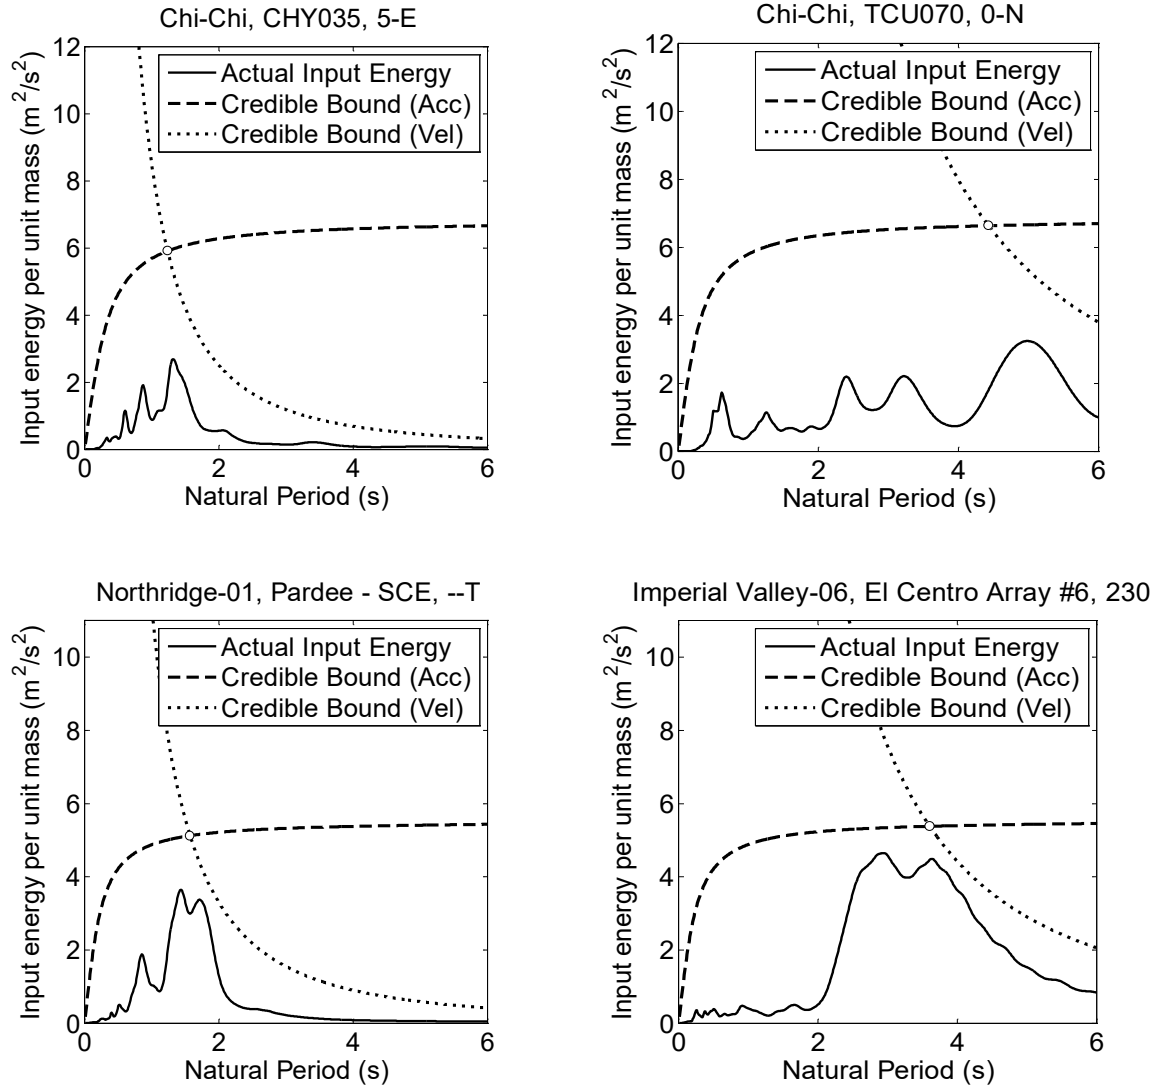 Chi-Chi, CHY035, 5-E
Input energy per unit mass (m²/s²)
12
10
8
6
4
2
0
Actual Input Energy
Credible Bound (Acc)
Credible Bound (Vel)
0 2 4 6
Natural Period (s)
Chi-Chi, TCU070, 0-N
Input energy per unit mass (m²/s²)
12
10
8
6
4
2
0
Actual Input Energy
Credible Bound (Acc)
Credible Bound (Vel)
0 2 4 6
Natural Period (s)
Northridge-01, Pardee - SCE, --T
Input energy per unit mass (m²/s²)
10
8
6
4
2
0
Actual Input Energy
Credible Bound (Acc)
Credible Bound (Vel)
0 2 4 6
Natural Period (s)
Imperial Valley-06, El Centro Array #6, 230
Input energy per unit mass (m²/s²)
10
8
6
4
2
0
Actual Input Energy
Credible Bound (Acc)
Credible Bound (Vel)
0 2 4 6
Natural Period (s)